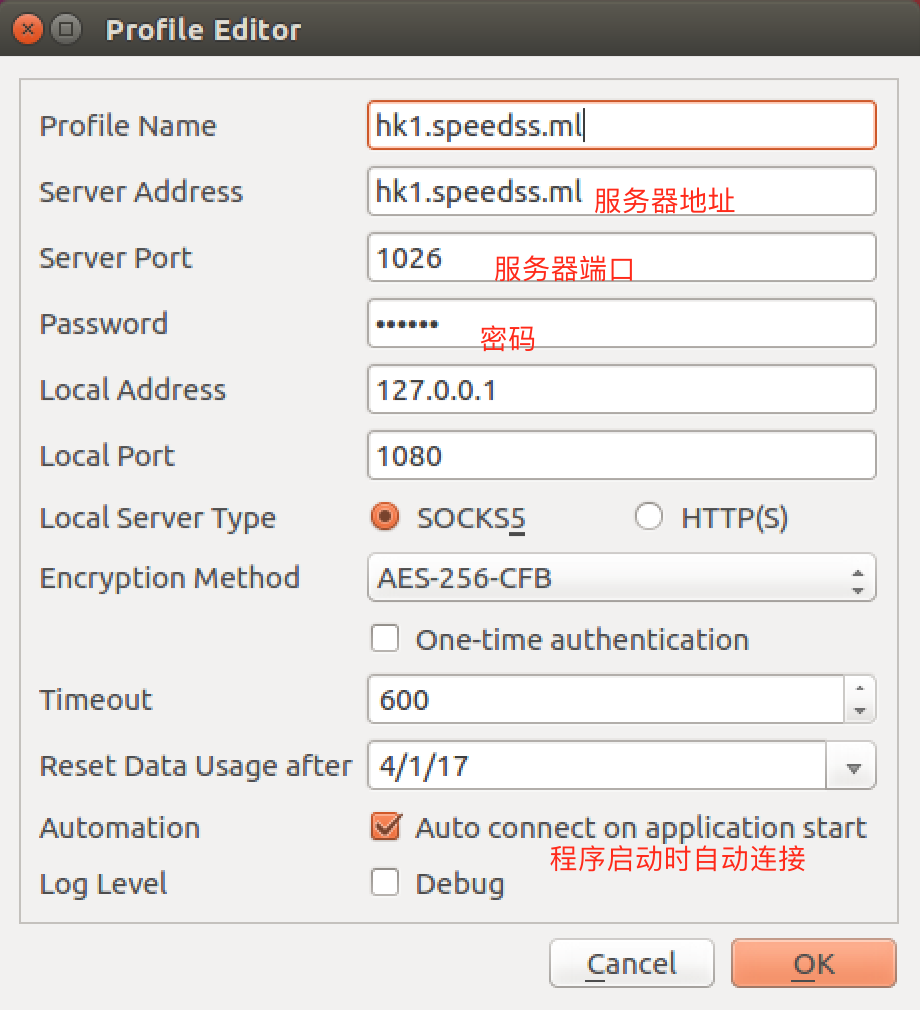 Profile Editor
Profile Name hk1.speedss.ml
Server Address hk1.speedss.ml 服务器地址
Server Port 1026 服务器端口
Password •••••• 密码
Local Address 127.0.0.1
Local Port 1080
Local Server Type SOCKS5 HTTP(S)
Encryption Method AES-256-CFB
One-time authentication
Timeout 600
Reset Data Usage after 4/1/17
Automation Auto connect on application start
程序启动时自动连接
Log Level Debug
Cancel OK